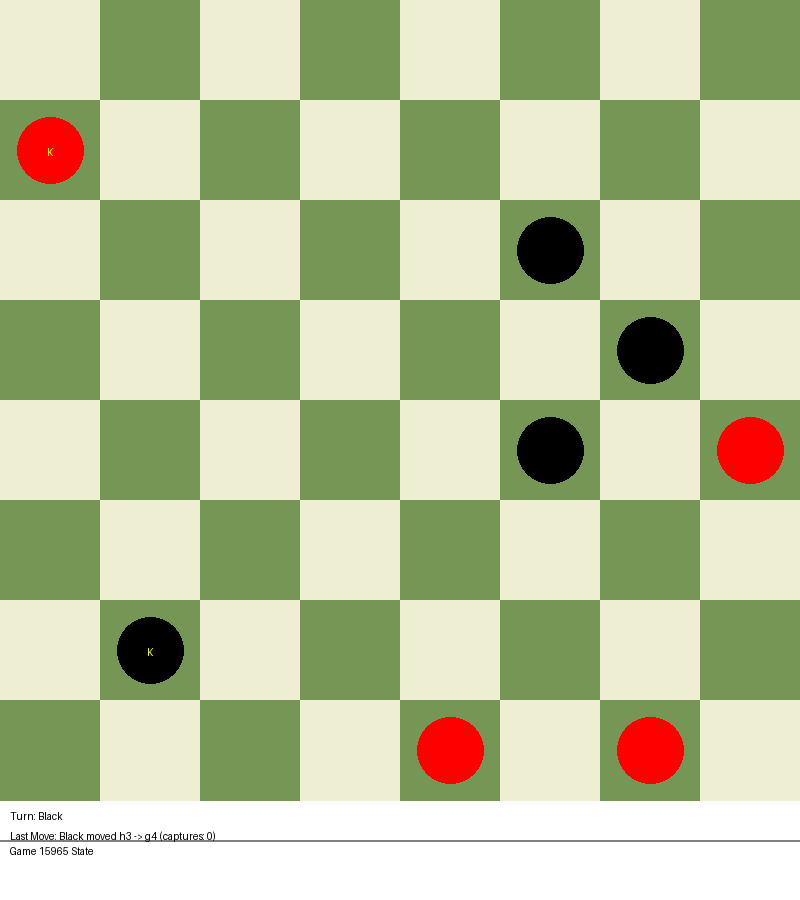 K
K
Turn: Black
Last Move: Black moved h3 -> g4 (captures: 0)
Game 15965 State